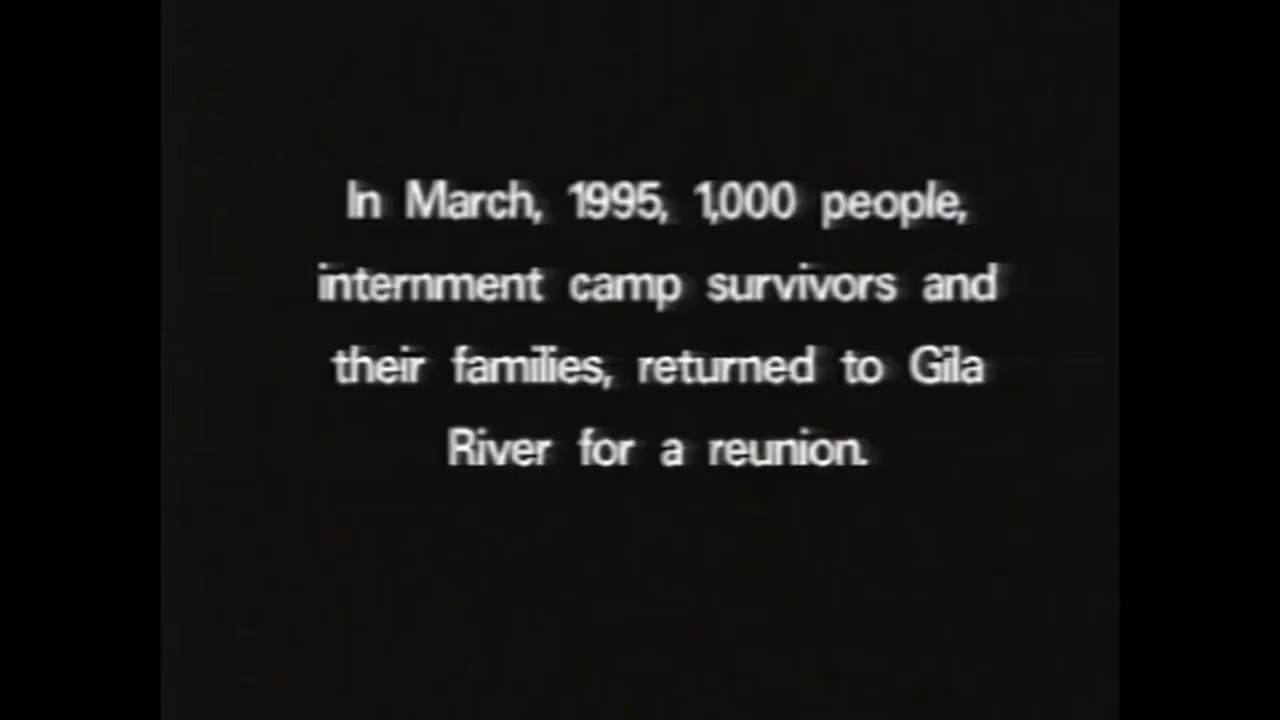 In March, 1995, 1,000 people,
internment camp survivors and
their families, returned to Gila
River for a reunion.